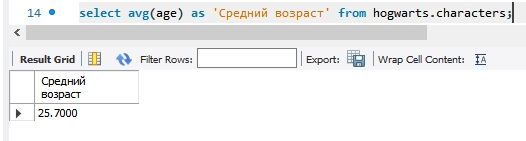 14 select avg(age) as 'Средний возраст' from hogwarts.characters;
Result Grid Filter Rows: Export: Wrap Cell Content:
Средний
возраст
25.7000